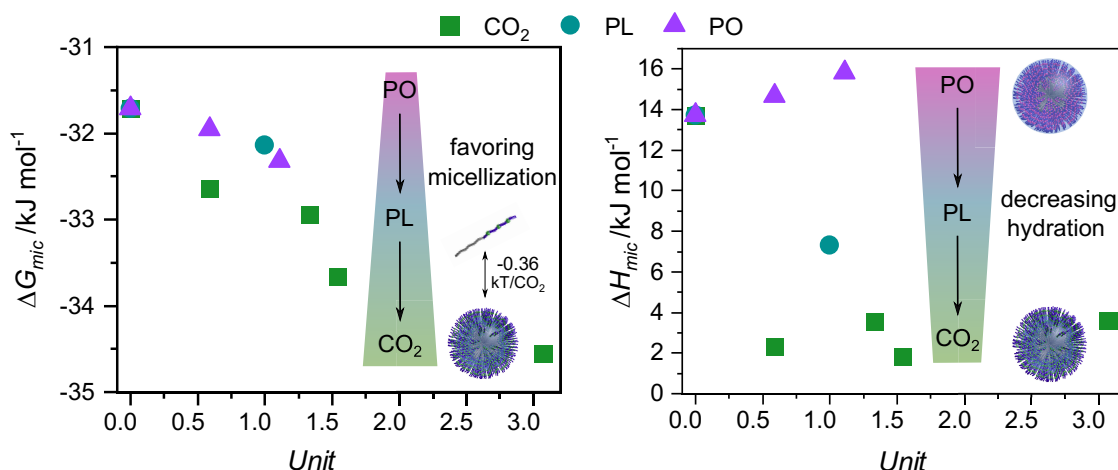 CO₂ PL PO
-31
-32
-33
-34
-35
ΔG_mic /kJ mol⁻¹
0.0 0.5 1.0 1.5 2.0 2.5 3.0
Unit
PO
PL
CO₂
favoring
micellization
-0.36
kT/CO₂
16
14
12
10
8
6
4
2
0
ΔH_mic /kJ mol⁻¹
0.0 0.5 1.0 1.5 2.0 2.5 3.0
Unit
PO
PL
CO₂
decreasing
hydration